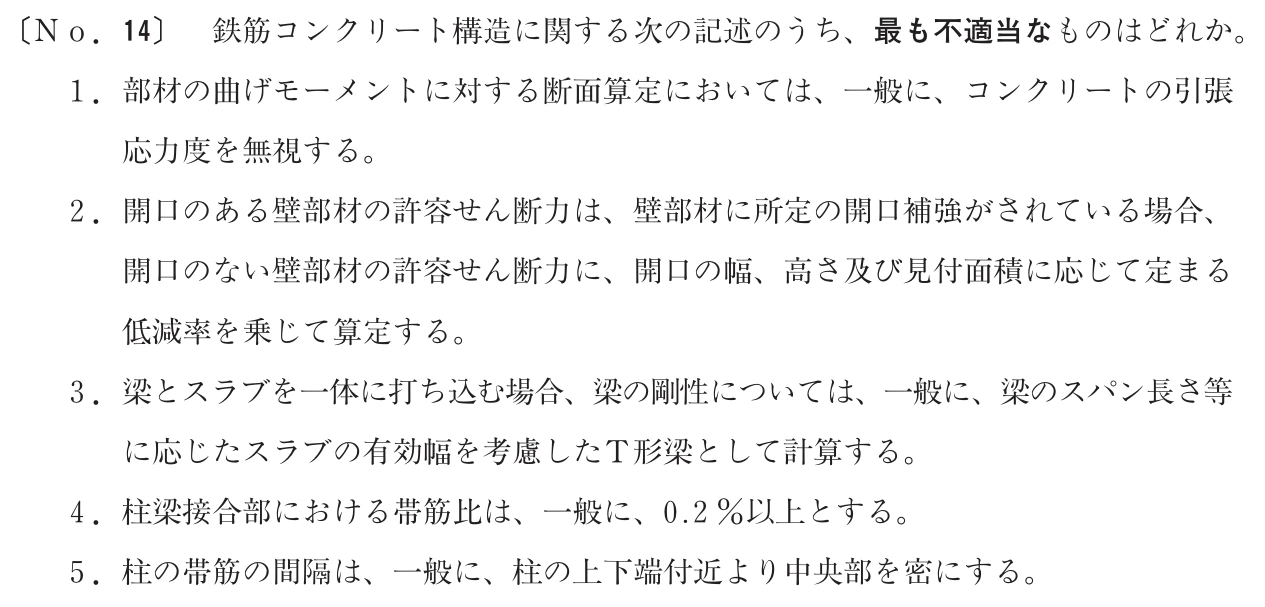 〔Ｎｏ．14〕　鉄筋コンクリート構造に関する次の記述のうち、最も不適当なものはどれか。
１．部材の曲げモーメントに対する断面算定においては、一般に、コンクリートの引張
応力度を無視する。
２．開口のある壁部材の許容せん断力は、壁部材に所定の開口補強がされている場合、
開口のない壁部材の許容せん断力に、開口の幅、高さ及び見付面積に応じて定まる
低減率を乗じて算定する。
３．梁とスラブを一体に打ち込む場合、梁の剛性については、一般に、梁のスパン長さ等
に応じたスラブの有効幅を考慮したＴ形梁として計算する。
４．柱梁接合部における帯筋比は、一般に、0.2％以上とする。
５．柱の帯筋の間隔は、一般に、柱の上下端付近より中央部を密にする。